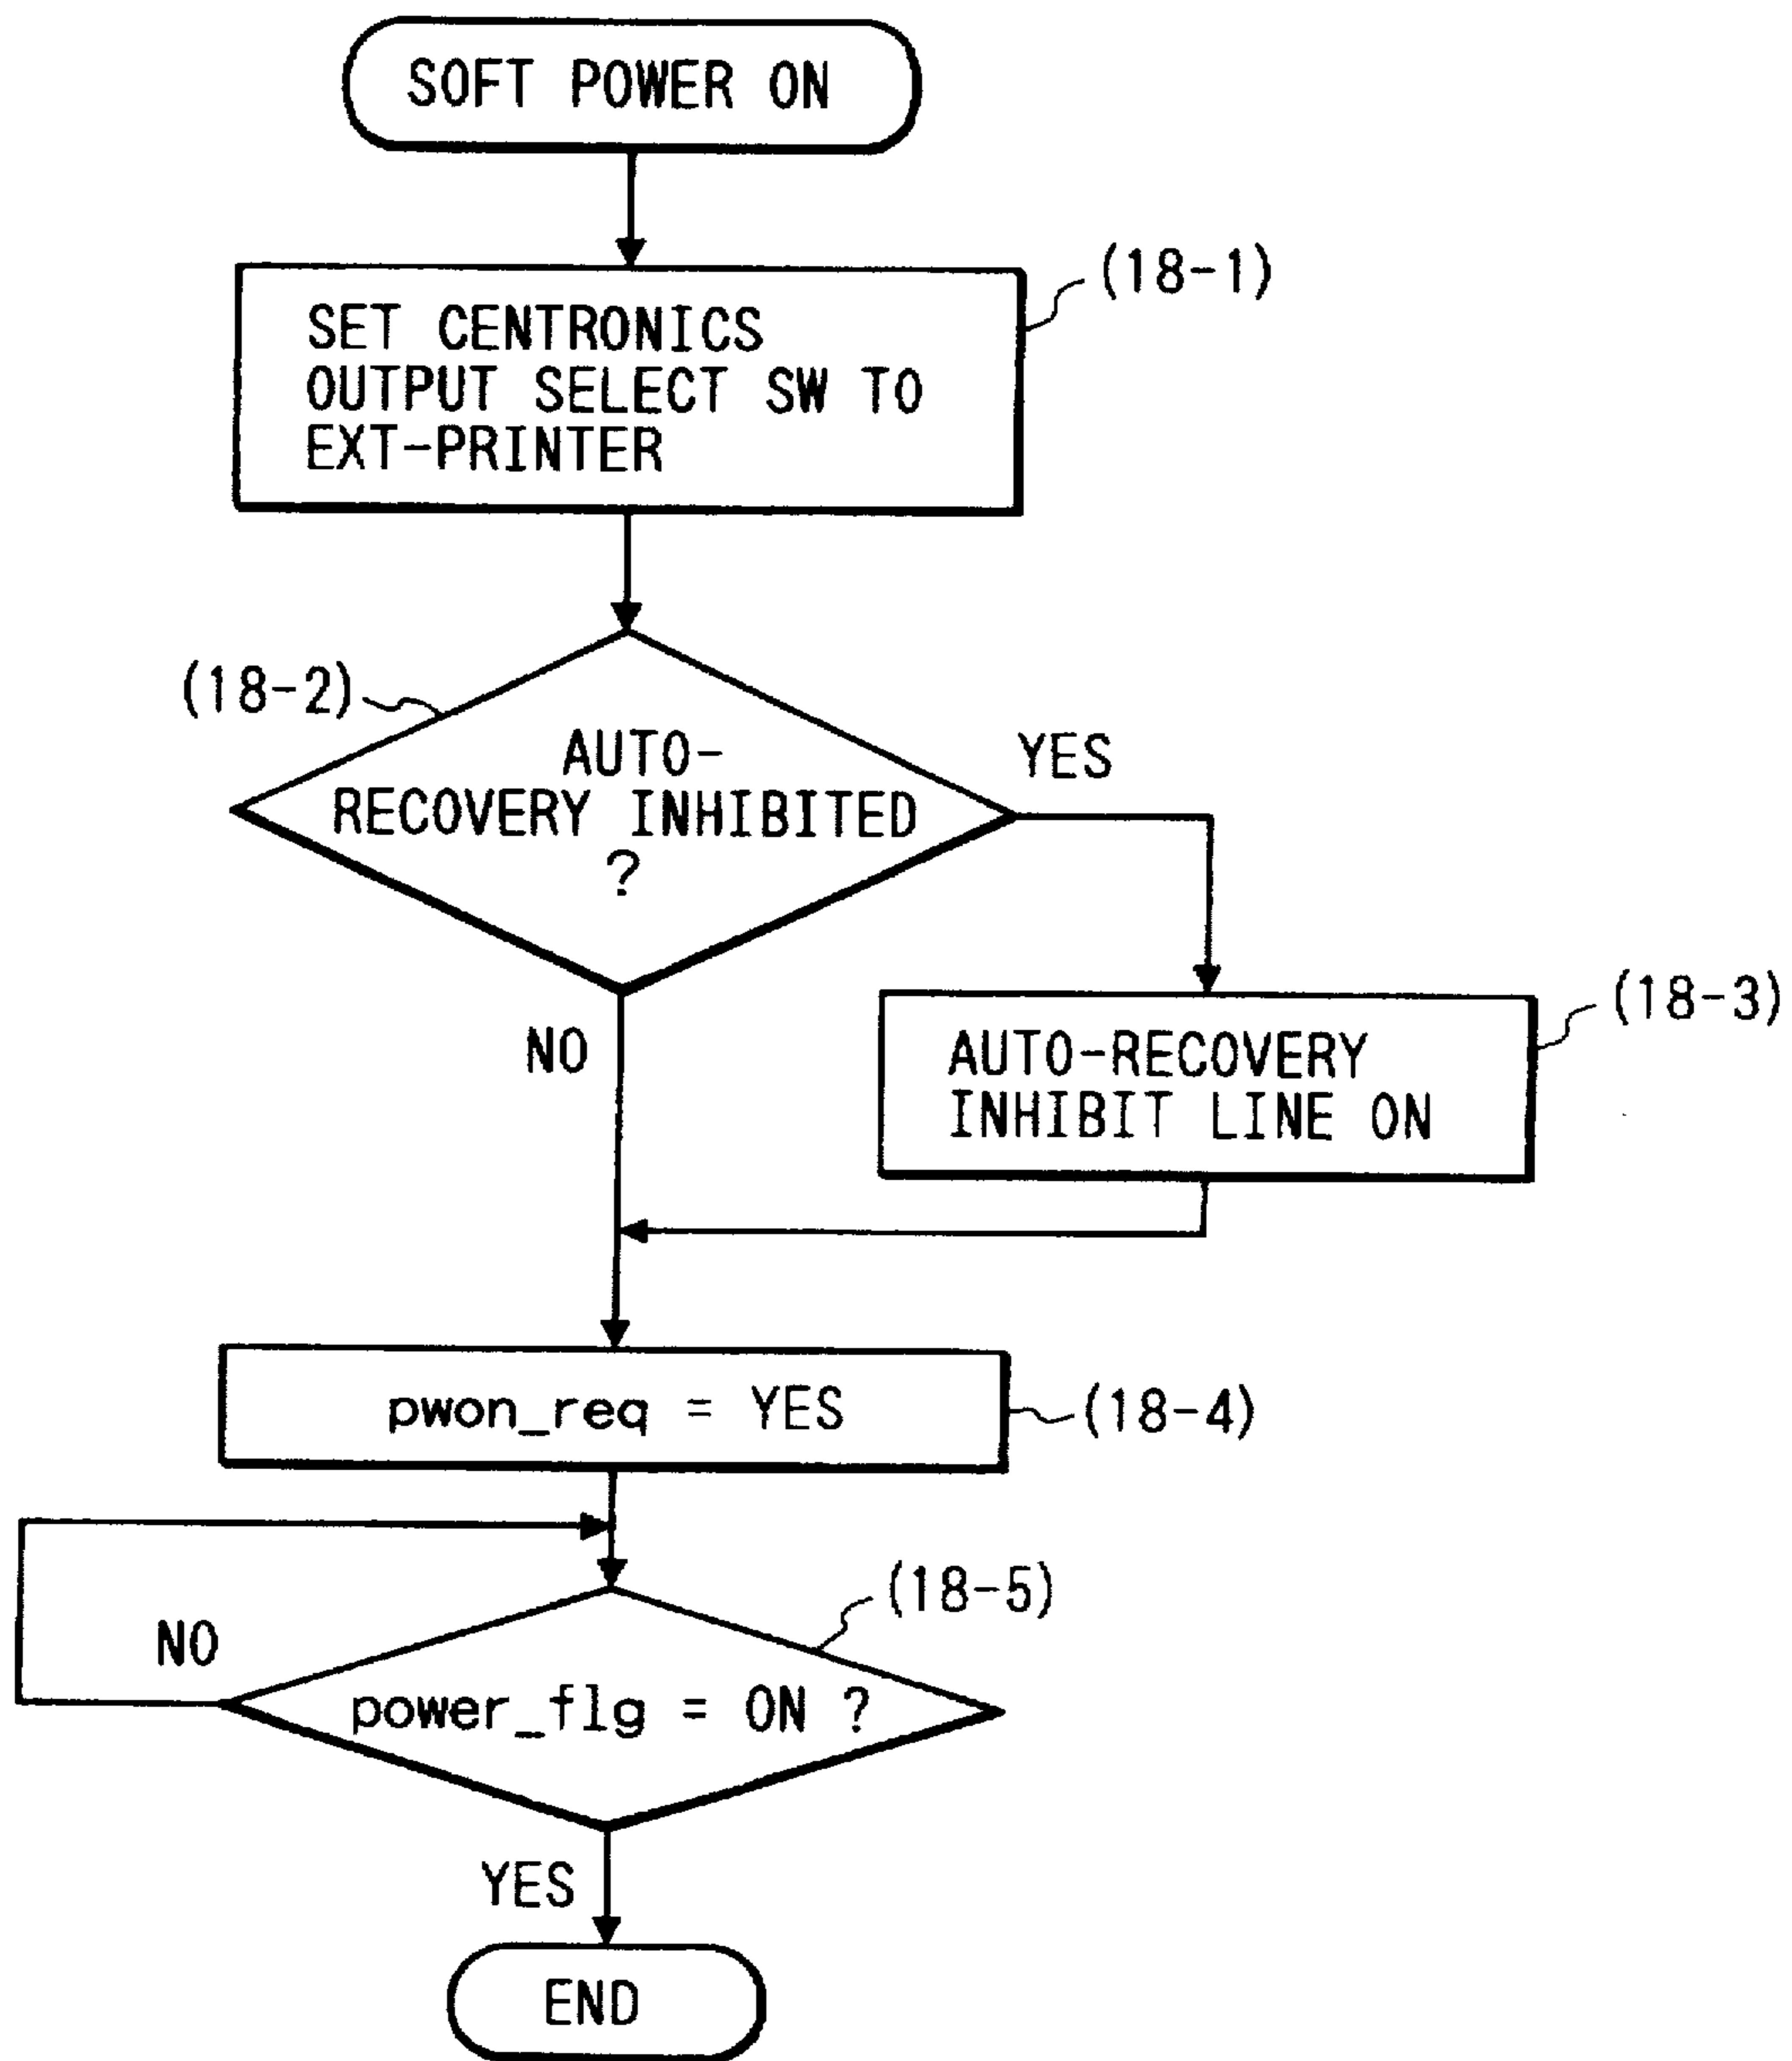 SOFT POWER ON
(18-1)
SET CENTRONICS
OUTPUT SELECT SW TO
EXT-PRINTER
(18-2)
AUTO-
RECOVERY INHIBITED
?
YES
NO
(18-3)
AUTO-RECOVERY
INHIBIT LINE ON
pwon_req = YES
(18-4)
(18-5)
NO
power_flg = ON ?
YES
END